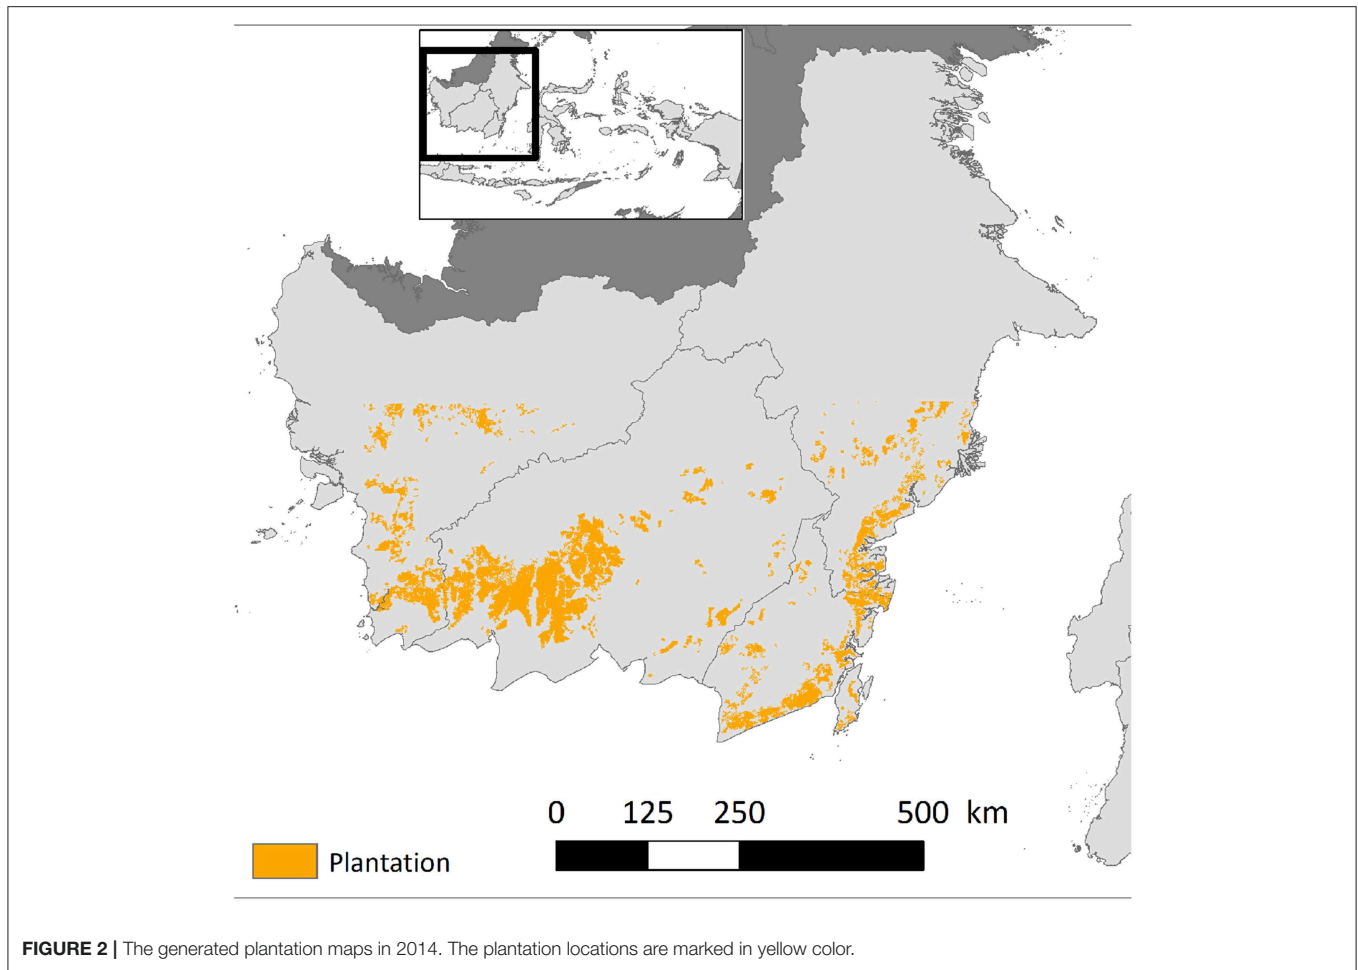 0 125 250 500 km
Plantation
FIGURE 2 | The generated plantation maps in 2014. The plantation locations are marked in yellow color.